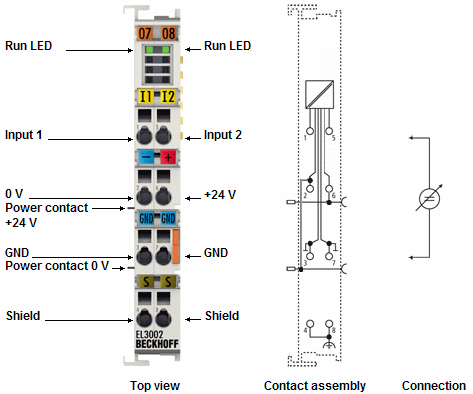 07 08
Run LED
Run LED
I1 I2
Input 1
Input 2
− +
0 V
+24 V
Power contact
+24 V
GND GND
GND
GND
Power contact 0 V
S S
Shield
Shield
EL3002
BECKHOFF
1 5
2 6
3 7
4 8
Top view
Contact assembly
Connection